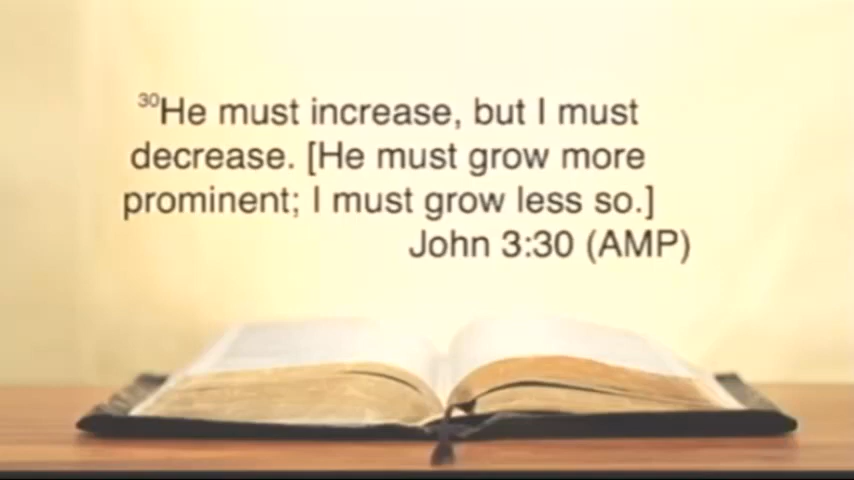 30He must increase, but I must
decrease. [He must grow more
prominent; I must grow less so.]
John 3:30 (AMP)